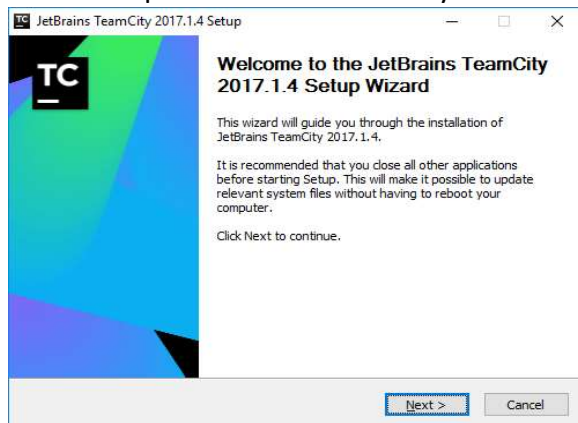 JetBrains TeamCity 2017.1.4 Setup
TC
Welcome to the JetBrains TeamCity
2017.1.4 Setup Wizard
This wizard will guide you through the installation of
JetBrains TeamCity 2017.1.4.
It is recommended that you close all other applications
before starting Setup. This will make it possible to update
relevant system files without having to reboot your
computer.
Click Next to continue.
Next >
Cancel